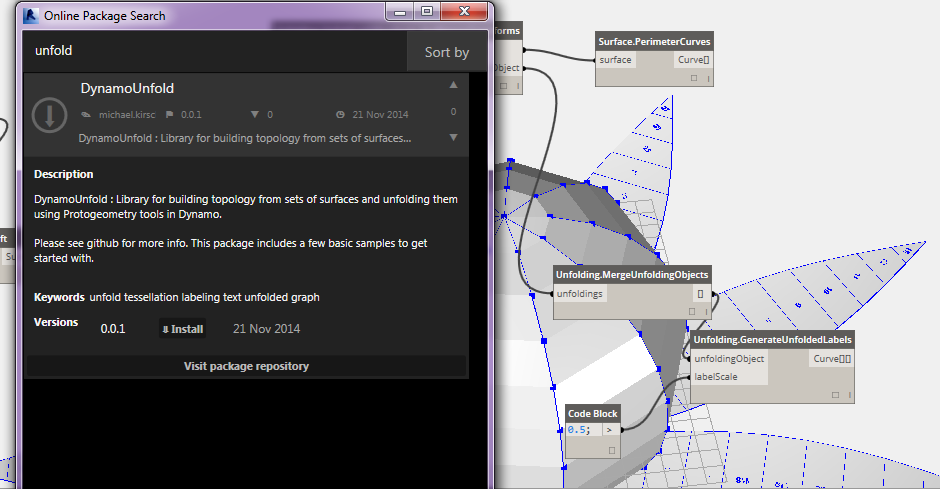 Online Package Search
unfold
Sort by
DynamoUnfold
michael.kirsc 0.0.1 0 21 Nov 2014 0
DynamoUnfold : Library for building topology from sets of surfaces...
Description
DynamoUnfold : Library for building topology from sets of surfaces and unfolding them
using Protogeometry tools in Dynamo.
Please see github for more info. This package includes a few basic samples to get
started with.
Keywords unfold tessellation labeling text unfolded graph
Versions 0.0.1 Install 21 Nov 2014
Visit package repository
forms
Object
Surface.PerimeterCurves
surface Curve[]
ft
Su
Unfolding.MergeUnfoldingObjects
unfoldings []
Unfolding.GenerateUnfoldedLabels
unfoldingObject Curve[][]
labelScale
Code Block
0.5; >